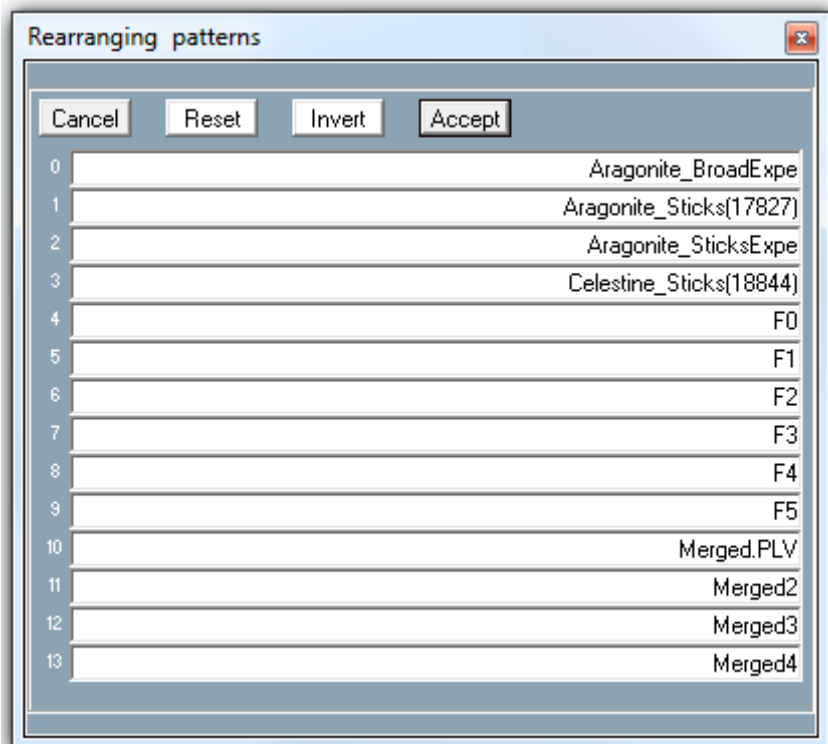 Rearranging patterns
Cancel Reset Invert Accept
0 Aragonite_BroadExpe
1 Aragonite_Sticks(17827)
2 Aragonite_SticksExpe
3 Celestine_Sticks(18844)
4 F0
5 F1
6 F2
7 F3
8 F4
9 F5
10 Merged.PLV
11 Merged2
12 Merged3
13 Merged4